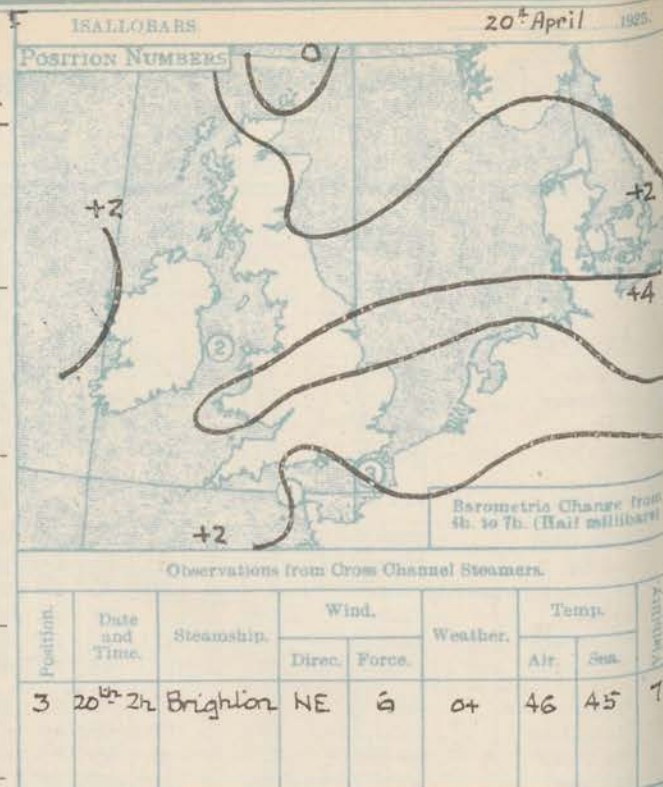 ISALLOBARS
20th April 1925.
POSITION NUMBERS
0
+2
+2
+4
2
3
+2
Barometric Change from
4h. to 7h. (Half millibars)
Observations from Cross Channel Steamers.
Position. Date and Time. Steamship. Wind. Weather. Temp.
Direc. Force. Air. Sea.
3 20th 2h Brighton NE 6 46 45 7